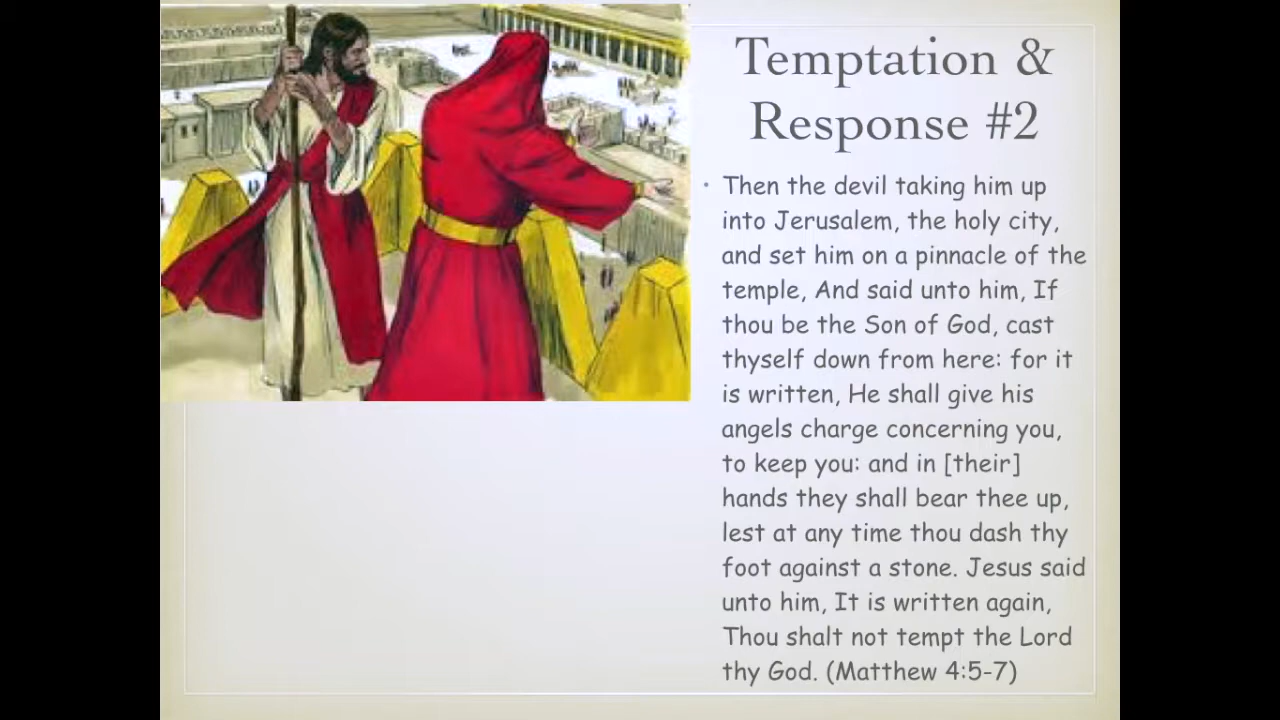 Temptation &
Response #2
• Then the devil taking him up
into Jerusalem, the holy city,
and set him on a pinnacle of the
temple, And said unto him, If
thou be the Son of God, cast
thyself down from here: for it
is written, He shall give his
angels charge concerning you,
to keep you: and in [their]
hands they shall bear thee up,
lest at any time thou dash thy
foot against a stone. Jesus said
unto him, It is written again,
Thou shalt not tempt the Lord
thy God. (Matthew 4:5-7)